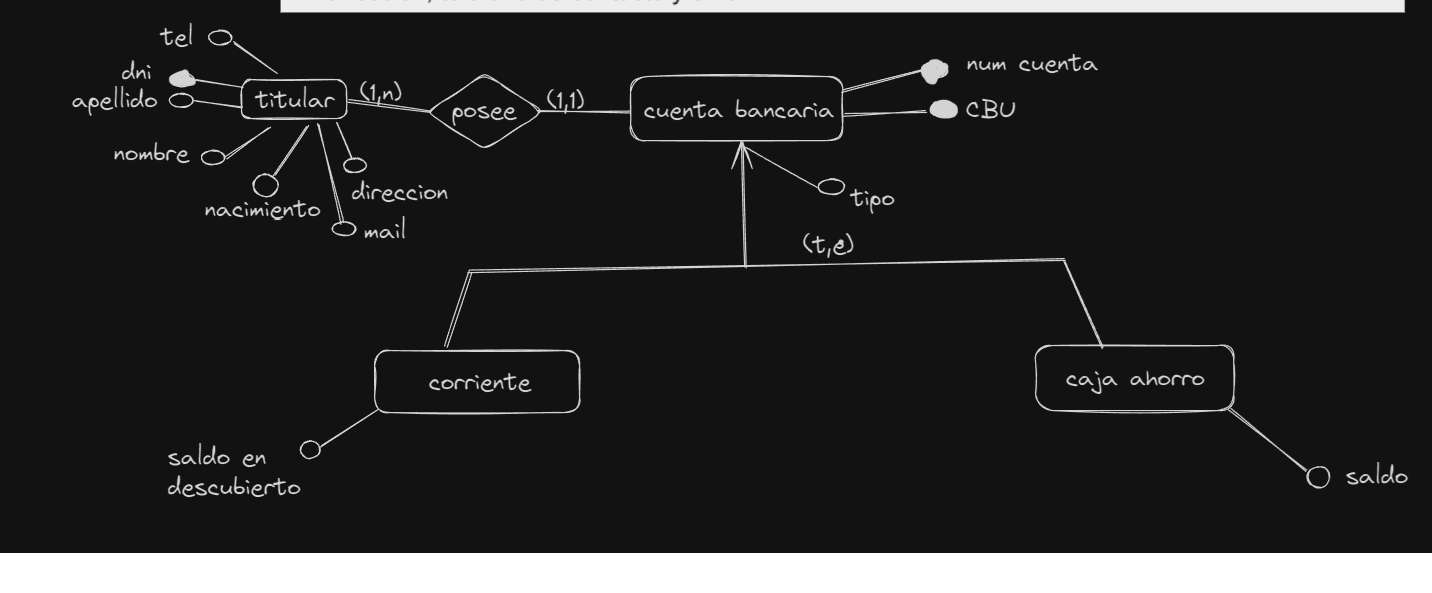 tel
dni
apellido
titular
(1,n)
posee
(1,1)
cuenta bancaria
num cuenta
CBU
nombre
nacimiento
direccion
mail
tipo
(t,e)
corriente
caja ahorro
saldo en
descubierto
saldo